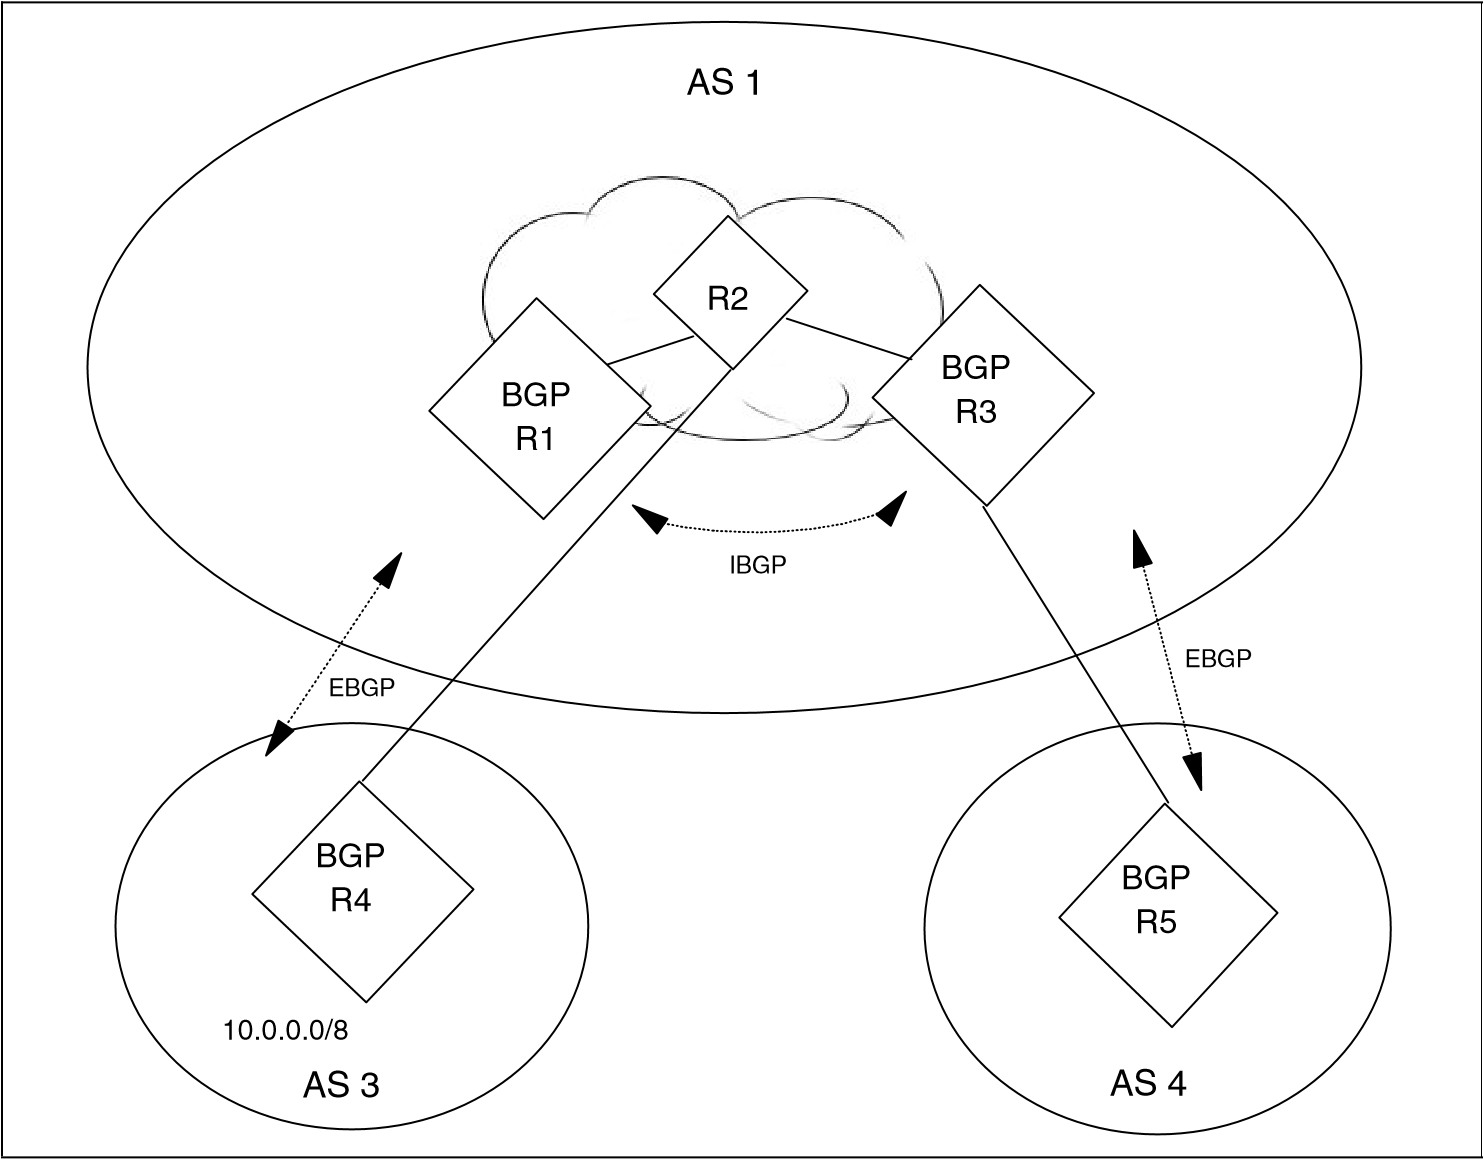 AS 1
R2
BGP
R1
BGP
R3
IBGP
EBGP
EBGP
BGP
R4
10.0.0.0/8
AS 3
BGP
R5
AS 4